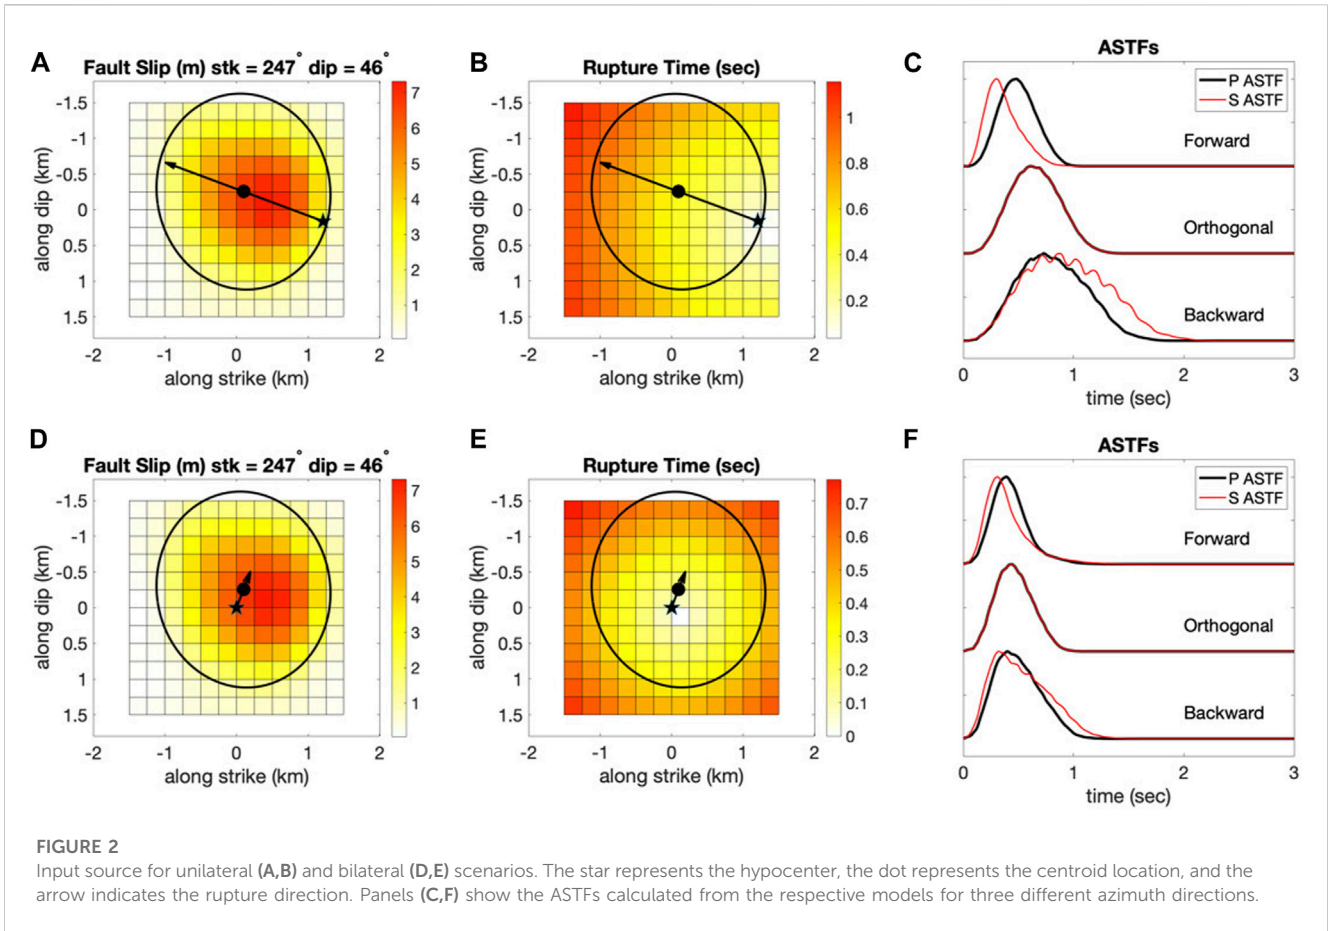 A
Fault Slip (m) stk = 247° dip = 46°
-1.5
-1
-0.5
0
0.5
1
1.5
along dip (km)
-2
-1
0
1
2
along strike (km)
7
6
5
4
3
2
1
B
Rupture Time (sec)
-1.5
-1
-0.5
0
0.5
1
1.5
along dip (km)
-2
-1
0
1
2
along strike (km)
1
0.8
0.6
0.4
0.2
C
ASTFs
P ASTF
S ASTF
Forward
Orthogonal
Backward
0
1
2
3
time (sec)
D
Fault Slip (m) stk = 247° dip = 46°
-1.5
-1
-0.5
0
0.5
1
1.5
along dip (km)
-2
-1
0
1
2
along strike (km)
7
6
5
4
3
2
1
E
Rupture Time (sec)
-1.5
-1
-0.5
0
0.5
1
1.5
along dip (km)
-2
-1
0
1
2
along strike (km)
0.7
0.6
0.5
0.4
0.3
0.2
0.1
0
F
ASTFs
P ASTF
S ASTF
Forward
Orthogonal
Backward
0
1
2
3
time (sec)
FIGURE 2
Input source for unilateral (A,B) and bilateral (D,E) scenarios. The star represents the hypocenter, the dot represents the centroid location, and the
arrow indicates the rupture direction. Panels (C,F) show the ASTFs calculated from the respective models for three different azimuth directions.